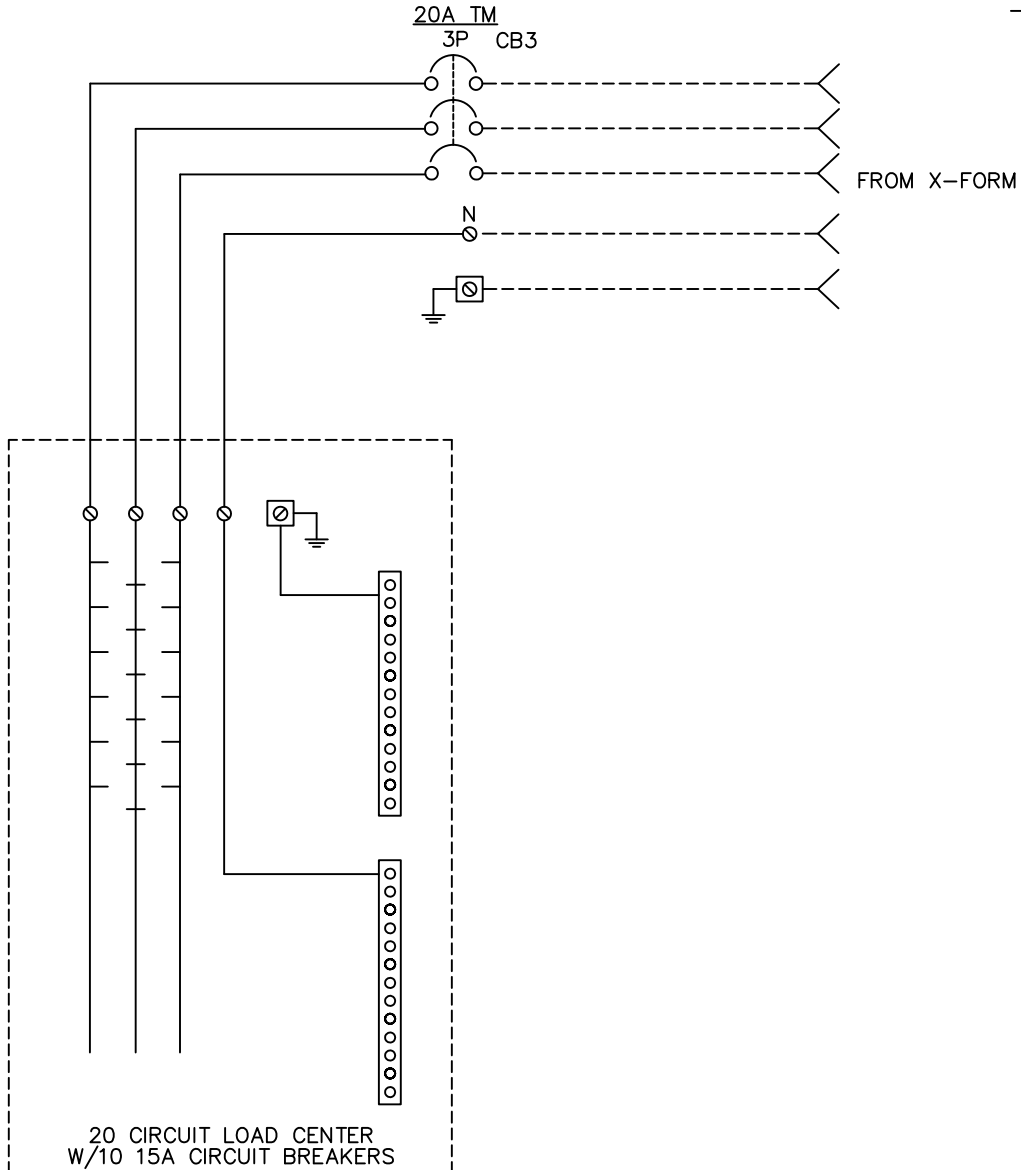 20A TM
3P CB3
FROM X-FORM
N
20 CIRCUIT LOAD CENTER
W/10 15A CIRCUIT BREAKERS